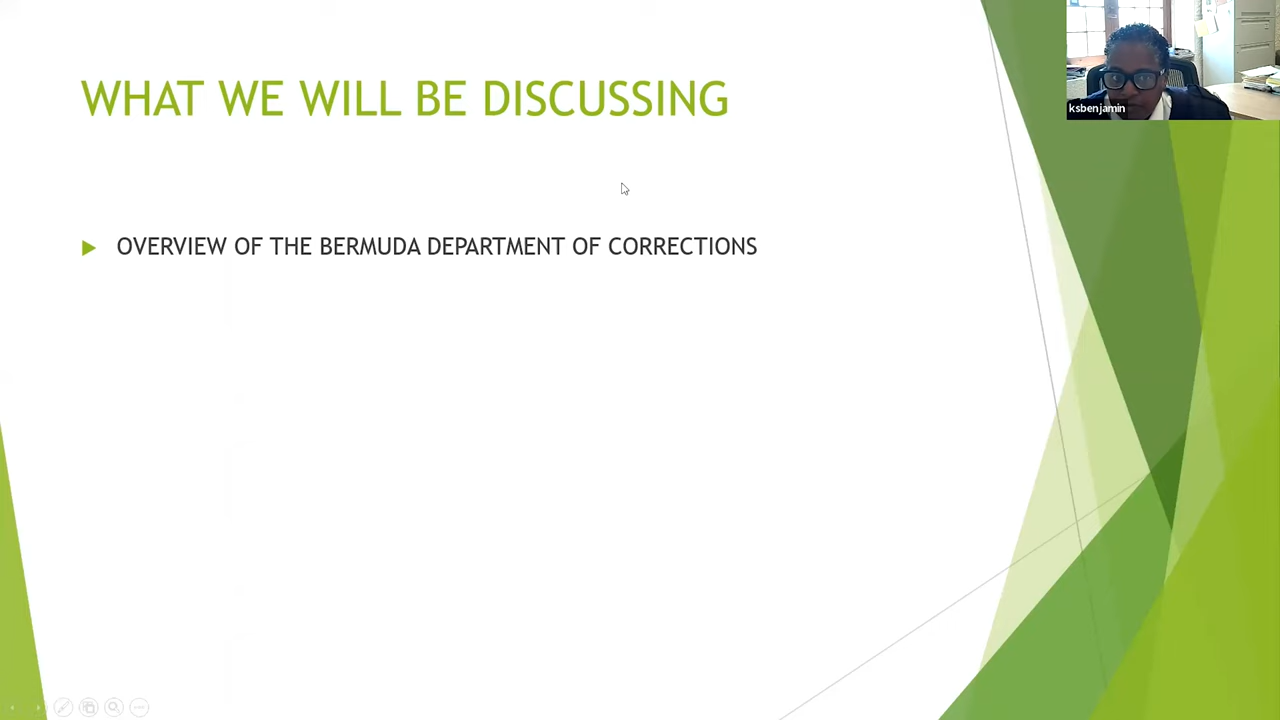 WHAT WE WILL BE DISCUSSING
OVERVIEW OF THE BERMUDA DEPARTMENT OF CORRECTIONS
ksbenjamin